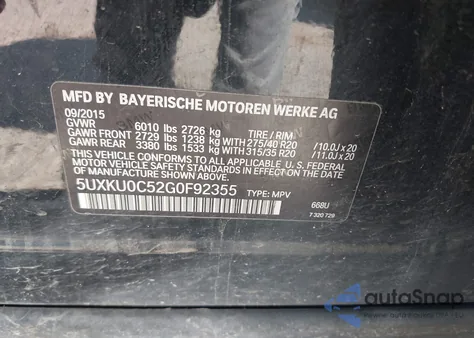 MFD BY BAYERISCHE MOTOREN WERKE AG
09/2015
GVWR 6010 lbs 2726 kg TIRE / RIM
GAWR FRONT 2729 lbs 1238 kg WITH 275/40 R20 /10.0J x 20
GAWR REAR 3380 lbs 1533 kg WITH 315/35 R20 /11.0J x 20
THIS VEHICLE CONFORMS TO ALL APPLICABLE U. S. FEDERAL
MOTOR VEHICLE SAFETY STANDARDS IN EFFECT ON THE
DATE OF MANUFACTURE SHOWN ABOVE.
5UXKU0C52G0F92355 TYPE: MPV 668U
7 320 729
autoSnap